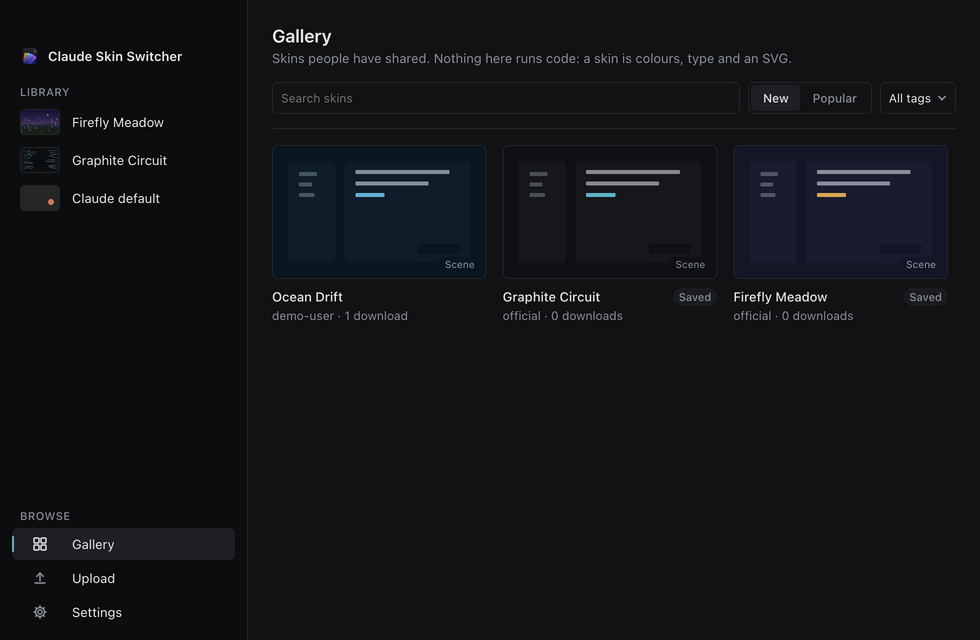 Claude Skin Switcher
LIBRARY
Firefly Meadow
Graphite Circuit
Claude default
BROWSE
Gallery
Upload
Settings
Gallery
Skins people have shared. Nothing here runs code: a skin is colours, type and an SVG.
Search skins
New
Popular
All tags
Scene
Ocean Drift
demo-user · 1 download
Scene
Graphite Circuit
Saved
official · 0 downloads
Scene
Firefly Meadow
Saved
official · 0 downloads